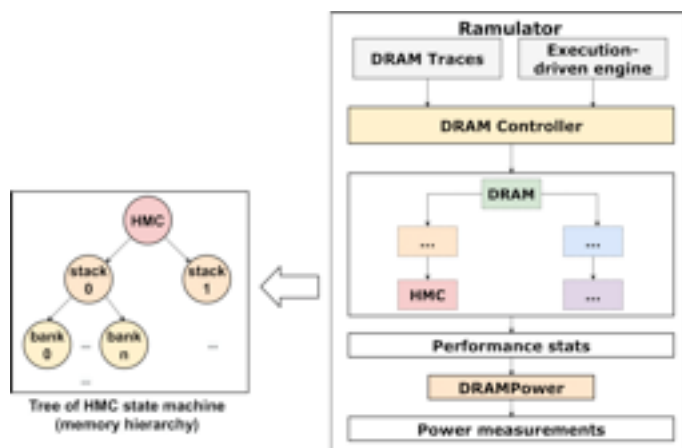 Ramulator
DRAM Traces
Execution-
driven engine
DRAM Controller
DRAM
...
...
HMC
...
Performance stats
DRAMPower
Power measurements
HMC
stack
0
stack
1
bank
0
...
bank
n
...
...
Tree of HMC state machine
(memory hierarchy)